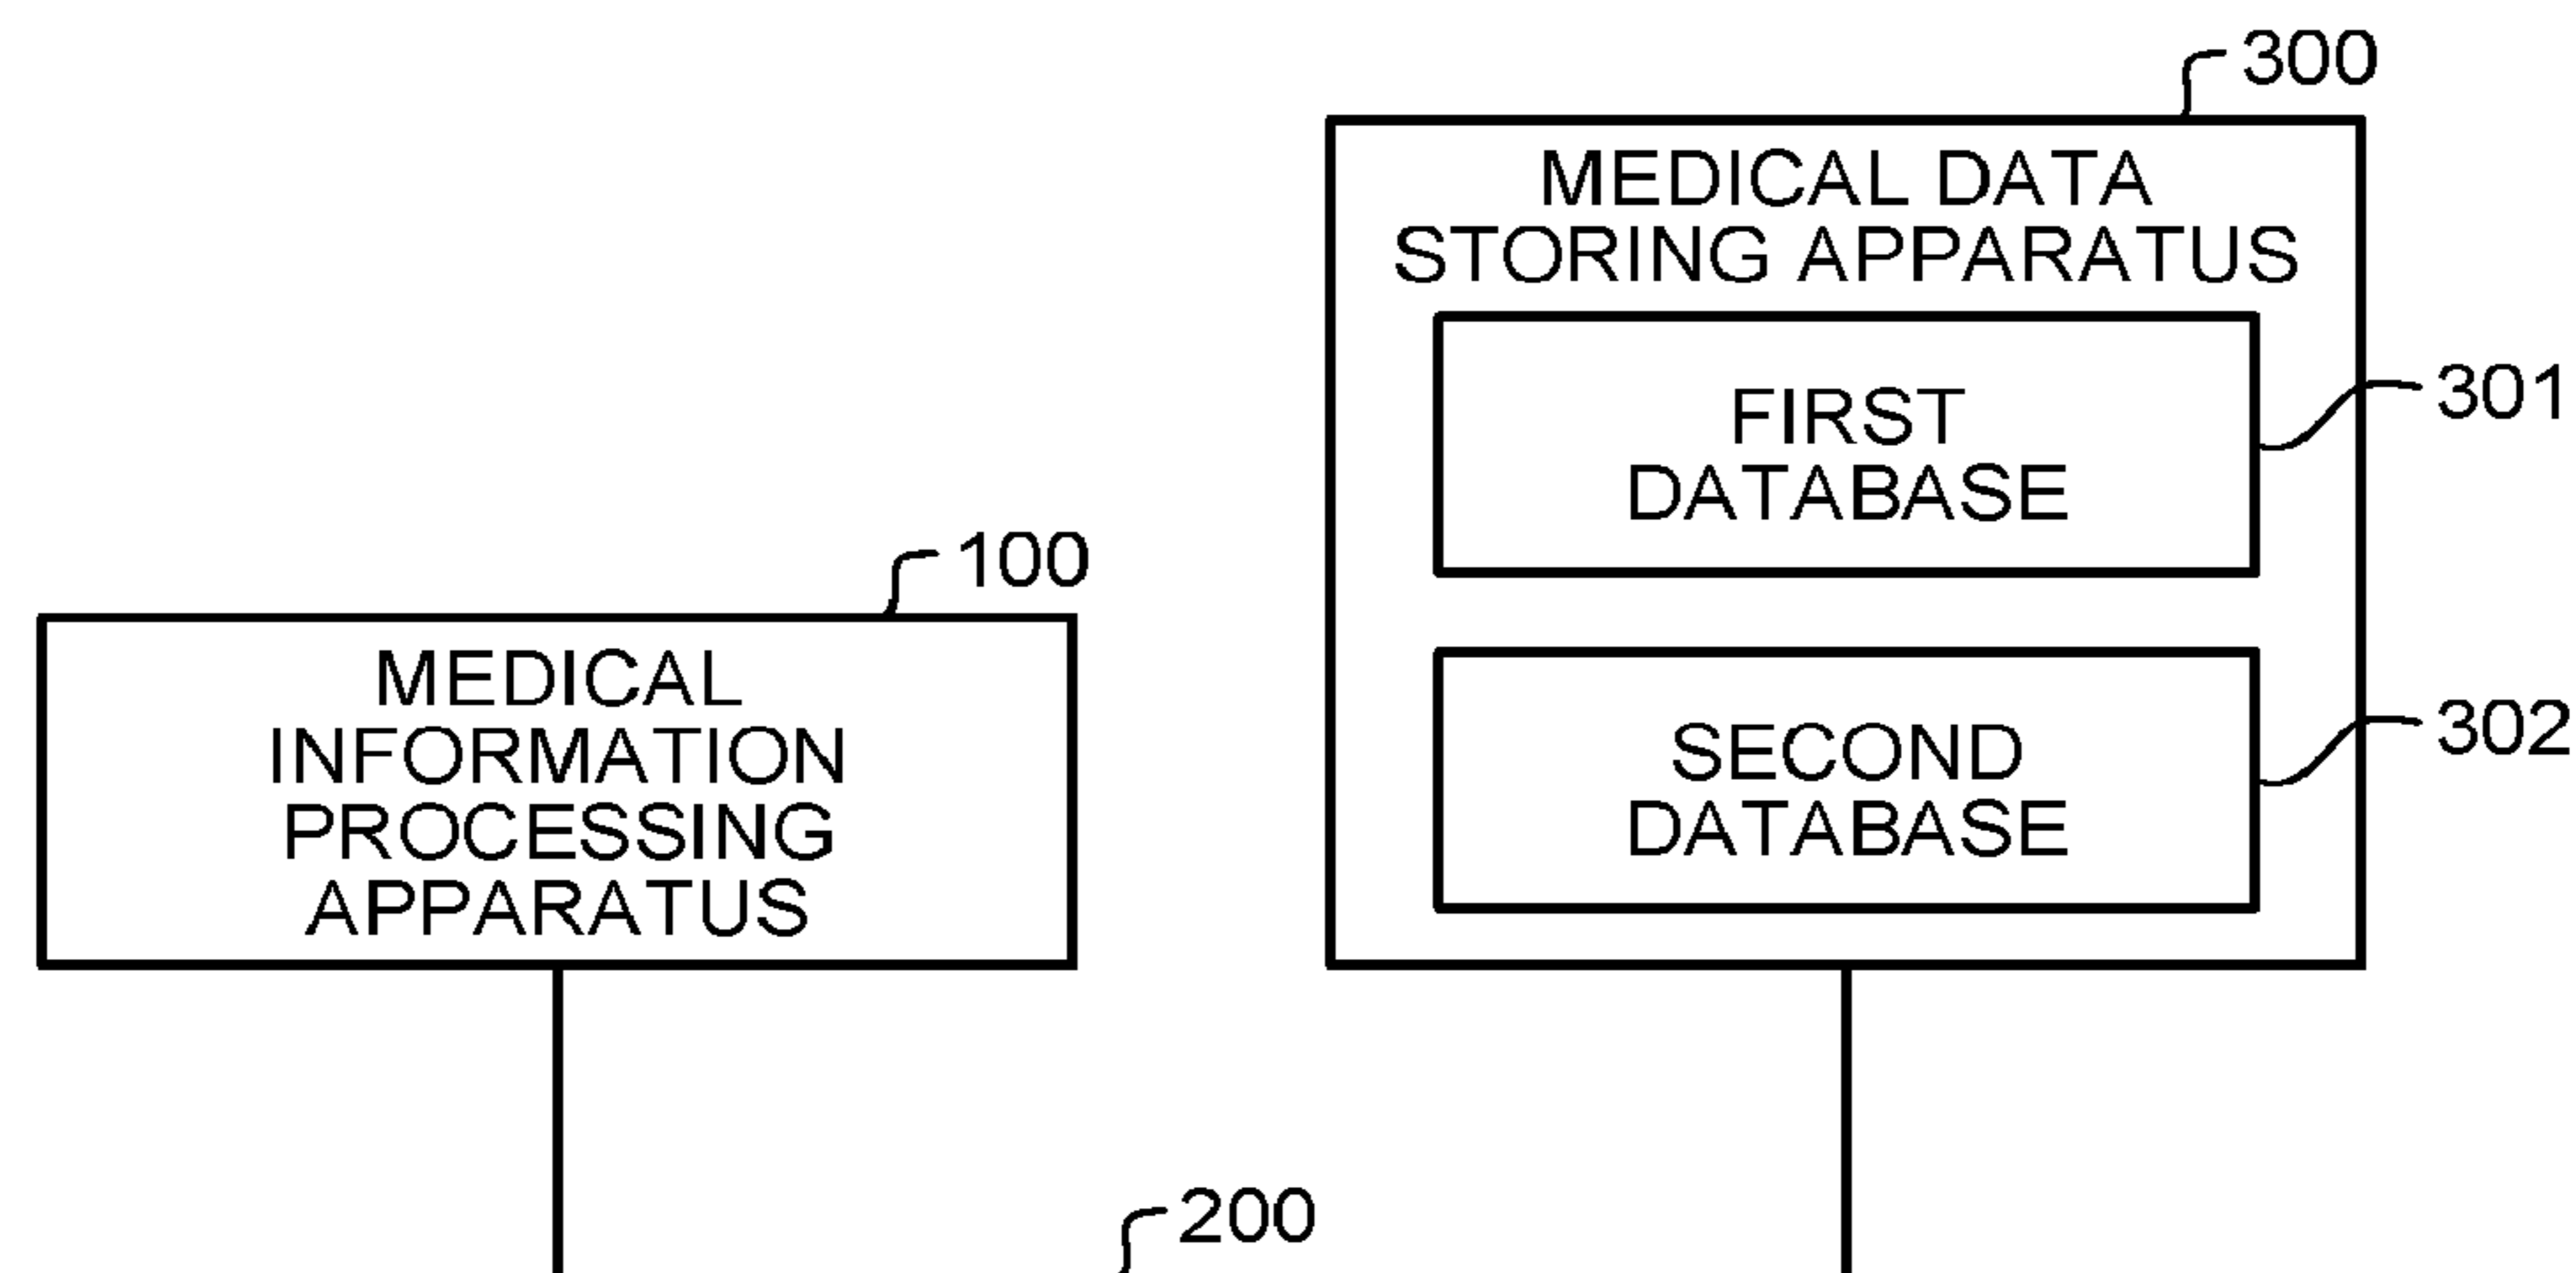 300
MEDICAL DATA
STORING APPARATUS
FIRST
DATABASE
301
100
MEDICAL
INFORMATION
PROCESSING
APPARATUS
SECOND
DATABASE
302
200